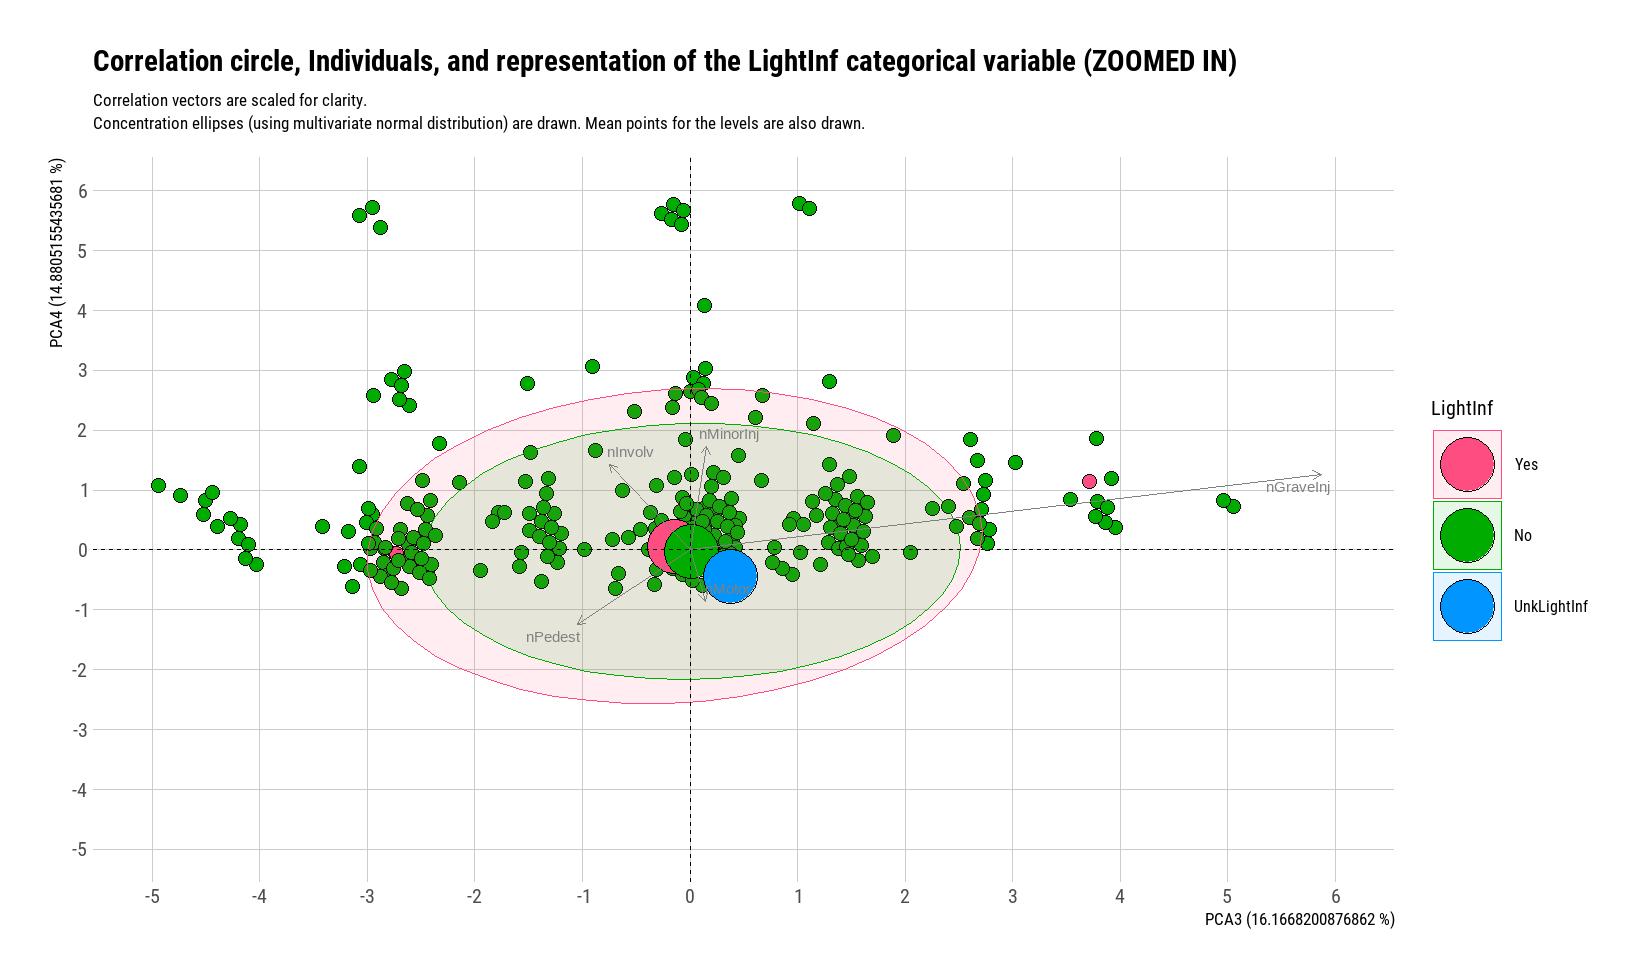 Correlation circle, Individuals, and representation of the LightInf categorical variable (ZOOMED IN)
Correlation vectors are scaled for clarity.
Concentration ellipses (using multivariate normal distribution) are drawn. Mean points for the levels are also drawn.
PCA4 (14.8805155435681 %)
6
5
4
3
2
1
0
-1
-2
-3
-4
-5
nMinorInj
nInvolv
nGraveInj
nPedest
-5
-4
-3
-2
-1
0
1
2
3
4
5
6
PCA3 (16.1668200876862 %)
LightInf
Yes
No
UnkLightInf